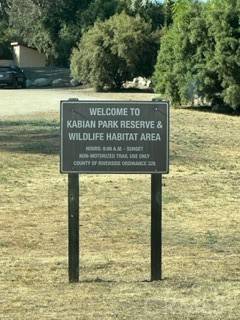 WELCOME TO
KABIAN PARK RESERVE &
WILDLIFE HABITAT AREA
HOURS: 8:00 A.M. - SUNSET
NON-MOTORIZED TRAIL USE ONLY
COUNTY OF RIVERSIDE ORDINANCE 328